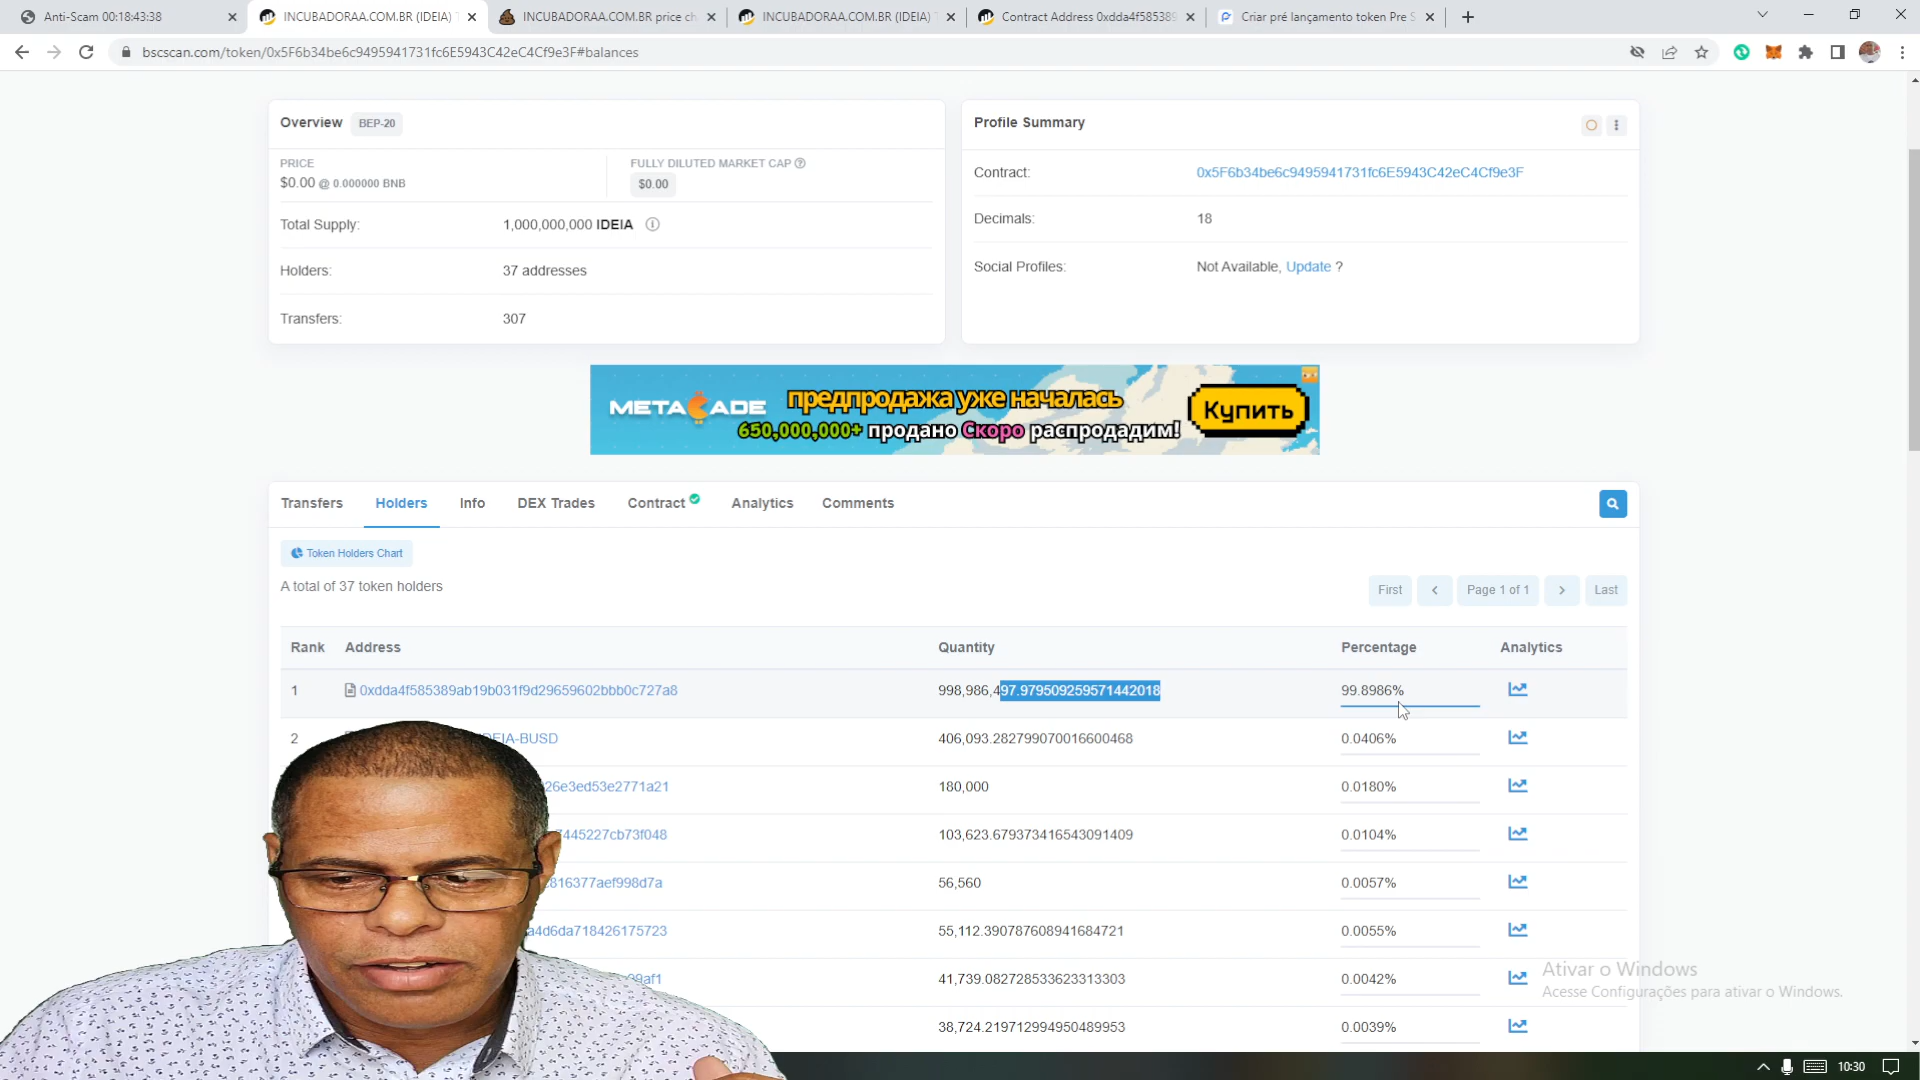 Anti-Scam 00:18:43:38
INCUBADORAA.COM.BR (IDEIA)
INCUBADORAA.COM.BR price ch
INCUBADORAA.COM.BR (IDEIA)
Contract Address 0xdda4f585389
Criar pré lançamento token Pre S
bscscan.com/token/0x5F6b34be6c9495941731fc6E5943C42eC4Cf9e3F#balances
Overview BEP-20
PRICE
$0.00 @ 0.000000 BNB
FULLY DILUTED MARKET CAP
$0.00
Total Supply: 1,000,000,000 IDEIA
Holders: 37 addresses
Transfers: 307
Profile Summary
Contract: 0x5F6b34be6c9495941731fc6E5943C42eC4Cf9e3F
Decimals: 18
Social Profiles: Not Available, Update ?
METACADE предпродажа уже началась
650,000,000+ продано Скоро распродадим!
Купить
Transfers Holders Info DEX Trades Contract Analytics Comments
Token Holders Chart
A total of 37 token holders
First Page 1 of 1 Last
Rank Address Quantity Percentage Analytics
1 0xdda4f585389ab19b031f9d29659602bbb0c727a8 998,986,497.979509259571442018 99.8986%
2 DEIA-BUSD 406,093.282799070016600468 0.0406%
26e3ed53e2771a21 180,000 0.0180%
7445227cb73f048 103,623.679373416543091409 0.0104%
816377aef998d7a 56,560 0.0057%
a4d6da718426175723 55,112.390787608941684721 0.0055%
99af1 41,739.082728533623313303 0.0042%
38,724.219712994950489953 0.0039%
Ativar o Windows
Acesse Configurações para ativar o Windows.
10:30